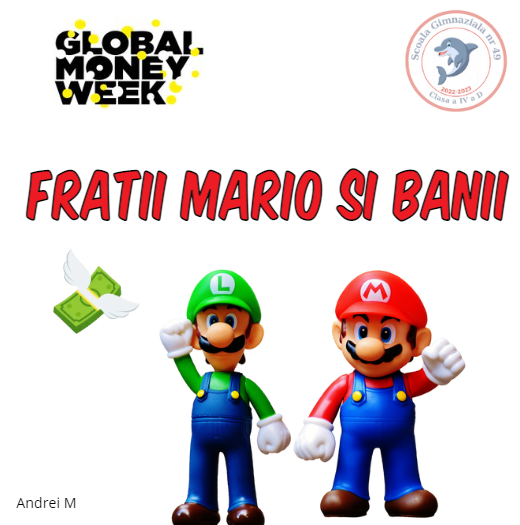 GLOBAL
MONEY
WEEK
Scoala Gimnaziala nr 49
2022-2023
Clasa a IV a D
FRATII MARIO SI BANII
L
M
Andrei M